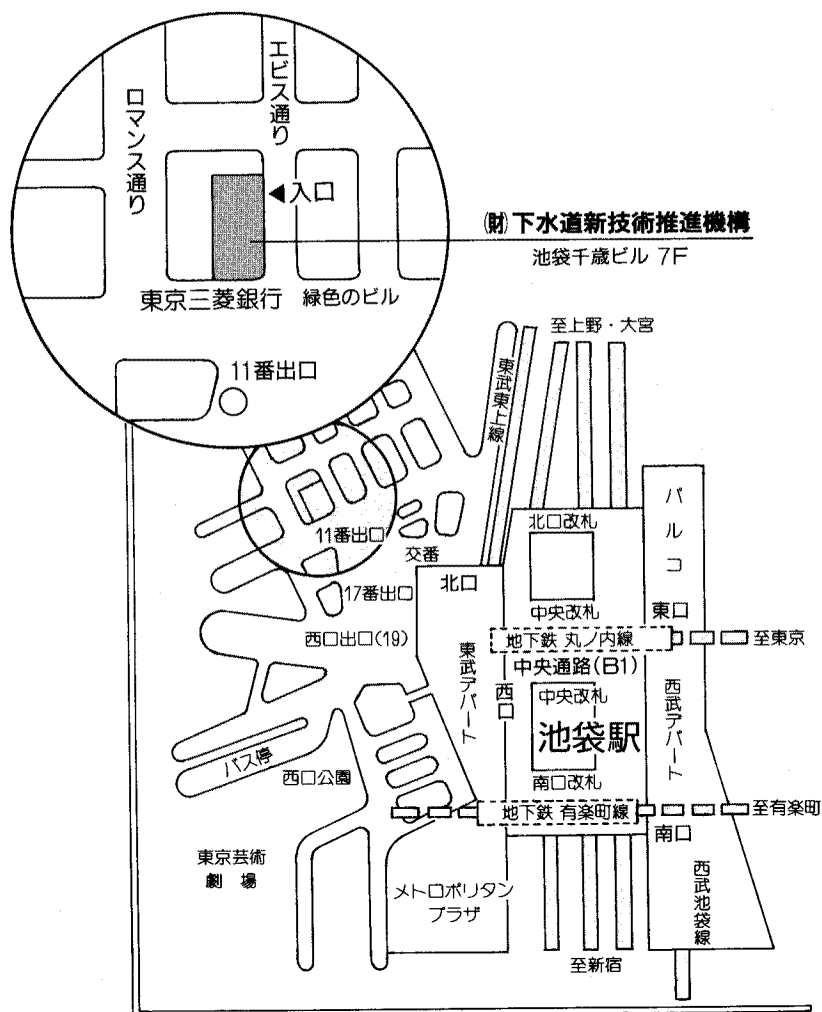 エビス通り
ロマンス通り
入口
(財)下水道新技術推進機構
池袋千歳ビル 7F
東京三菱銀行
緑色のビル
11番出口
至上野・大宮
東武東上線
パルコ
北口改札
11番出口
交番
北口
17番出口
中央改札
東口
西口出口(19)
地下鉄 丸ノ内線
至東京
中央通路(B1)
東武デパート
西口
中央改札
西武デパート
池袋駅
バス停
西口公園
南口改札
地下鉄 有楽町線
至有楽町
南口
東京芸術
劇場
メトロポリタン
プラザ
西武池袋線
至新宿